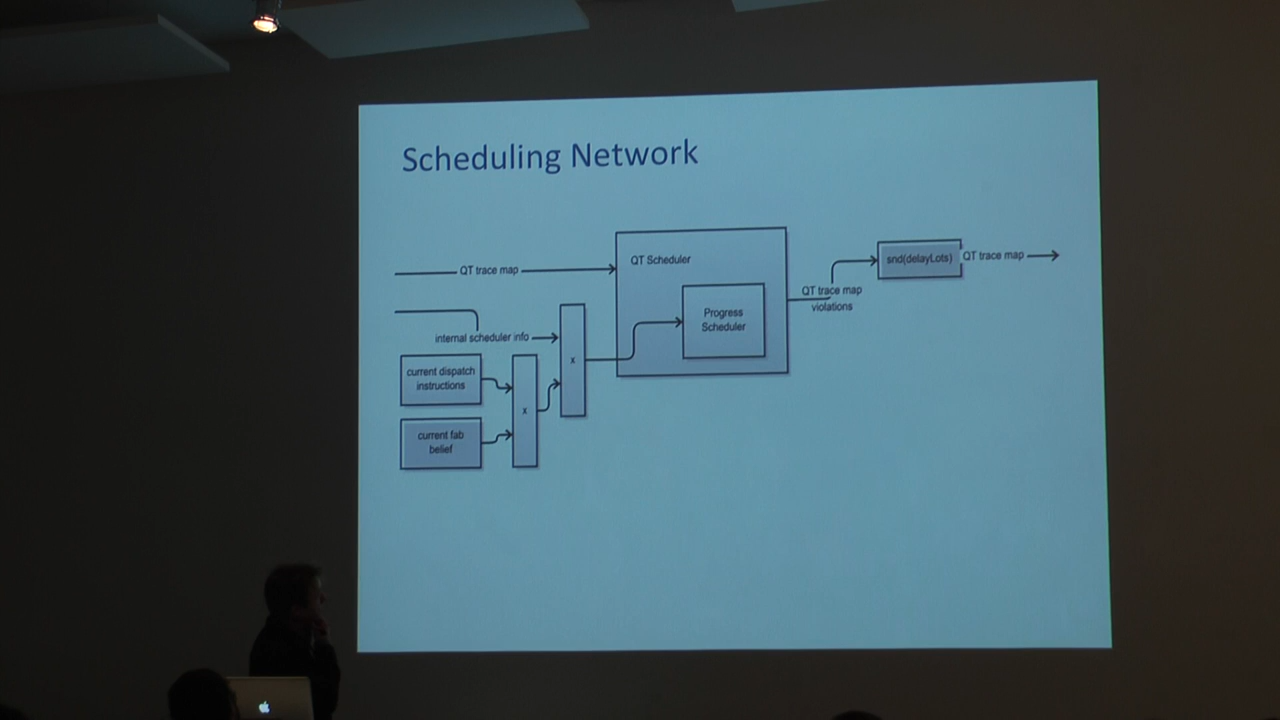 Scheduling Network
QT trace map
QT Scheduler
snd(delayLots)
QT trace map
QT trace map
violations
Progress
Scheduler
internal scheduler info
x
current dispatch
instructions
x
current fab
belief